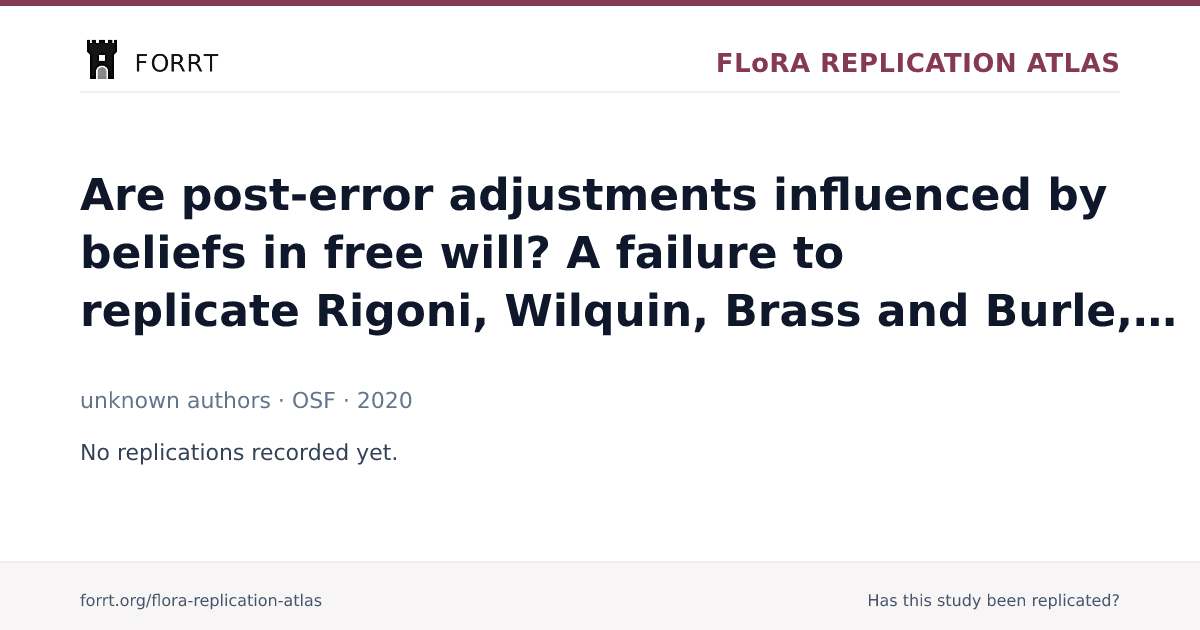 FORRT
FLoRA REPLICATION ATLAS
Are post-error adjustments influenced by
beliefs in free will? A failure to
replicate Rigoni, Wilquin, Brass and Burle,...
unknown authors · OSF · 2020
No replications recorded yet.
forrt.org/flora-replication-atlas
Has this study been replicated?